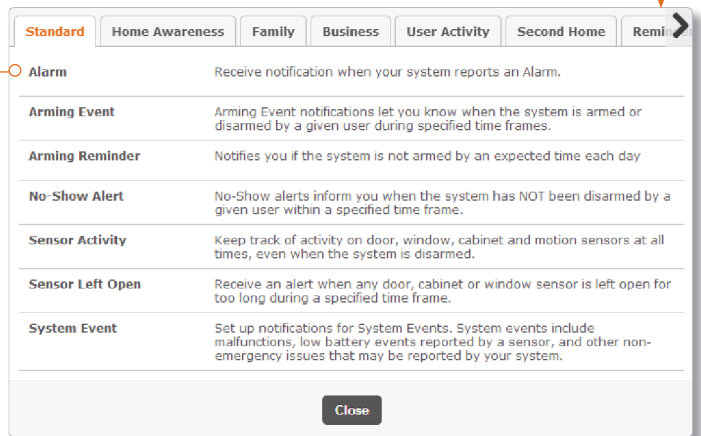 Standard Home Awareness Family Business User Activity Second Home
Alarm Receive notification when your system reports an Alarm.
Arming Event Arming Event notifications let you know when the system is armed or
disarmed by a given user during specified time frames.
Arming Reminder Notifies you if the system is not armed by an expected time each day
No-Show Alert No-Show alerts inform you when the system has NOT been disarmed by a
given user within a specified time frame.
Sensor Activity Keep track of activity on door, window, cabinet and motion sensors at all
times, even when the system is disarmed.
Sensor Left Open Receive an alert when any door, cabinet or window sensor is left open for
too long during a specified time frame.
System Event Set up notifications for System Events. System events include
malfunctions, low battery events reported by a sensor, and other non-
emergency issues that may be reported by your system.
Close